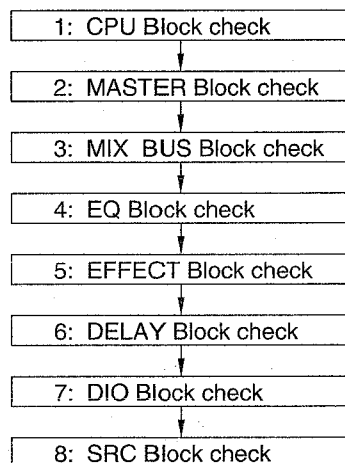 1: CPU Block check
2: MASTER Block check
3: MIX BUS Block check
4: EQ Block check
5: EFFECT Block check
6: DELAY Block check
7: DIO Block check
8: SRC Block check